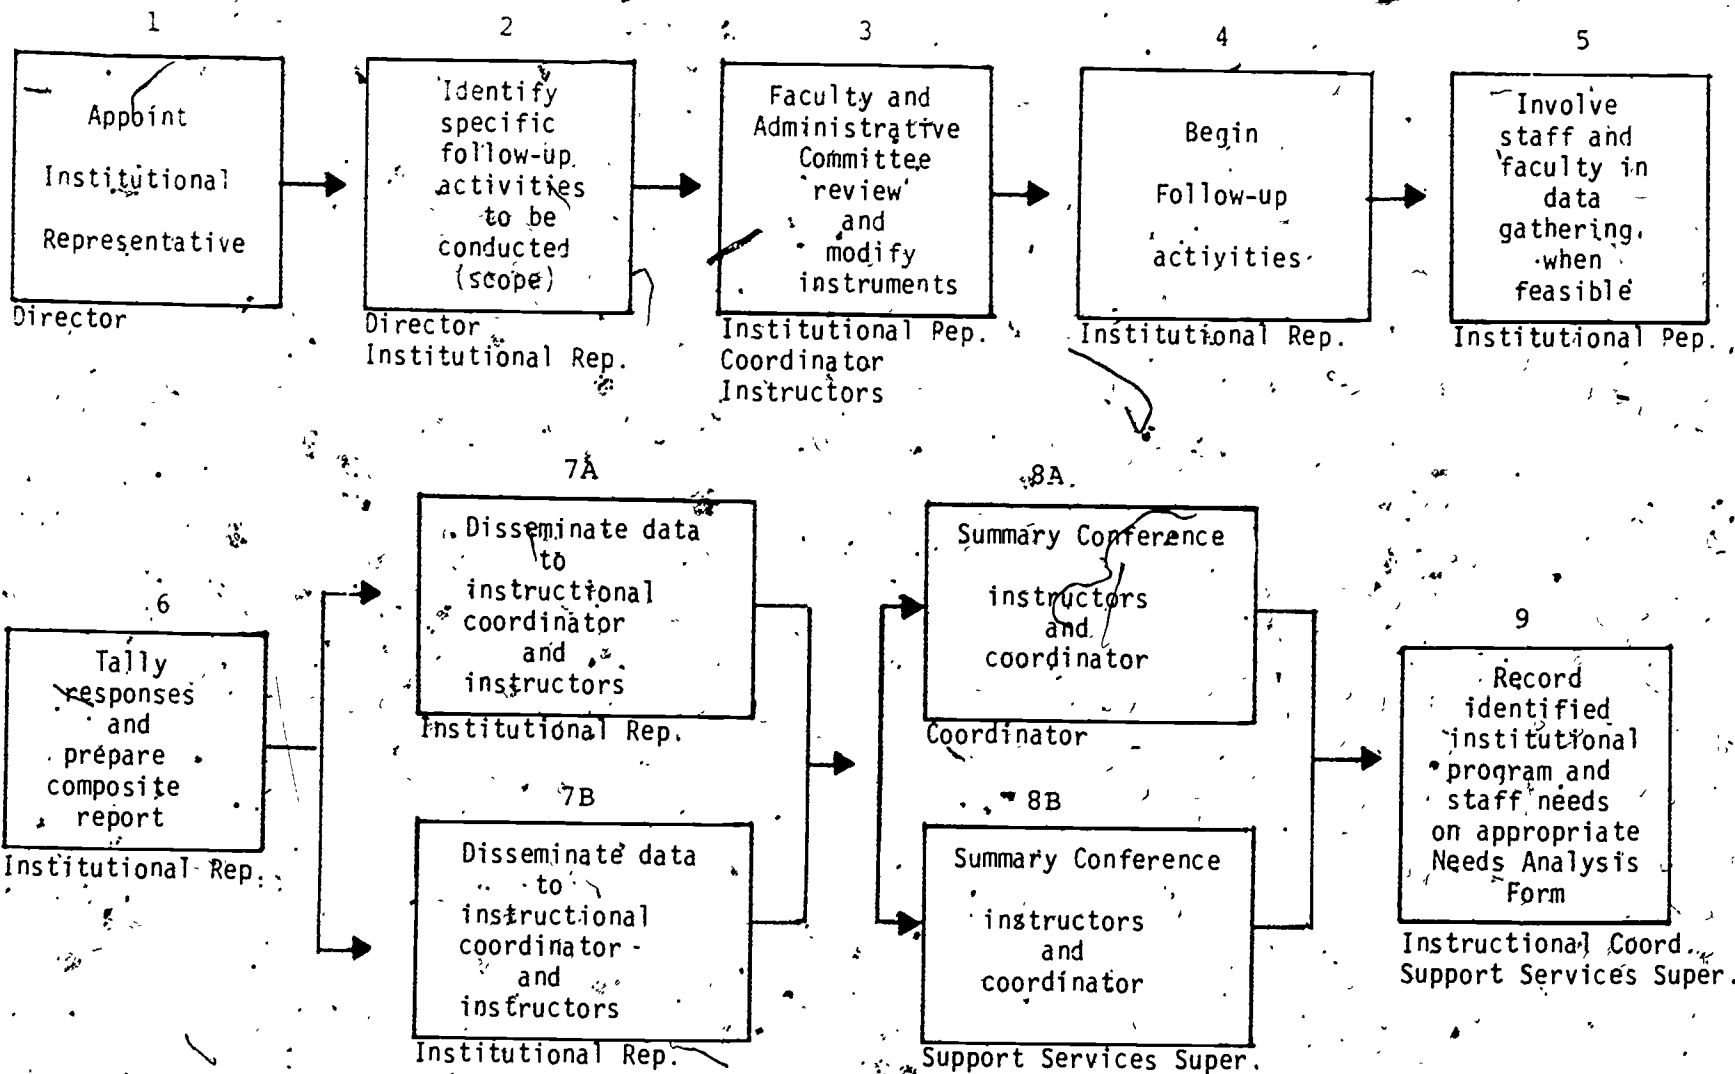 1
Appoint
Institutional
Representative
Director
2
Identify
specific
follow-up
activities
to be
conducted
(scope)
Director
Institutional Rep.
3
Faculty and
Administrative
Committee
review
and
modify
instruments
Institutional Rep.
Coordinator
Instructors
4
Begin
Follow-up
activities
Institutional Rep.
5
Involve
staff and
faculty in
data
gathering
when
feasible
Institutional Rep.
6
Tally
responses
and
prepare
composite
report
Institutional Rep.
7A
Disseminate data
to
instructional
coordinator
and
instructors
Institutional Rep.
7B
Disseminate data
to
instructional
coordinator
and
instructors
Institutional Rep.
8A
Summary Conference
instructors
and
coordinator
Coordinator
8B
Summary Conference
instructors
and
coordinator
Support Services Super.
9
Record
identified
institutional
program and
staff needs
on appropriate
Needs Analysis
Form
Instructional Coord.
Support Services Super.